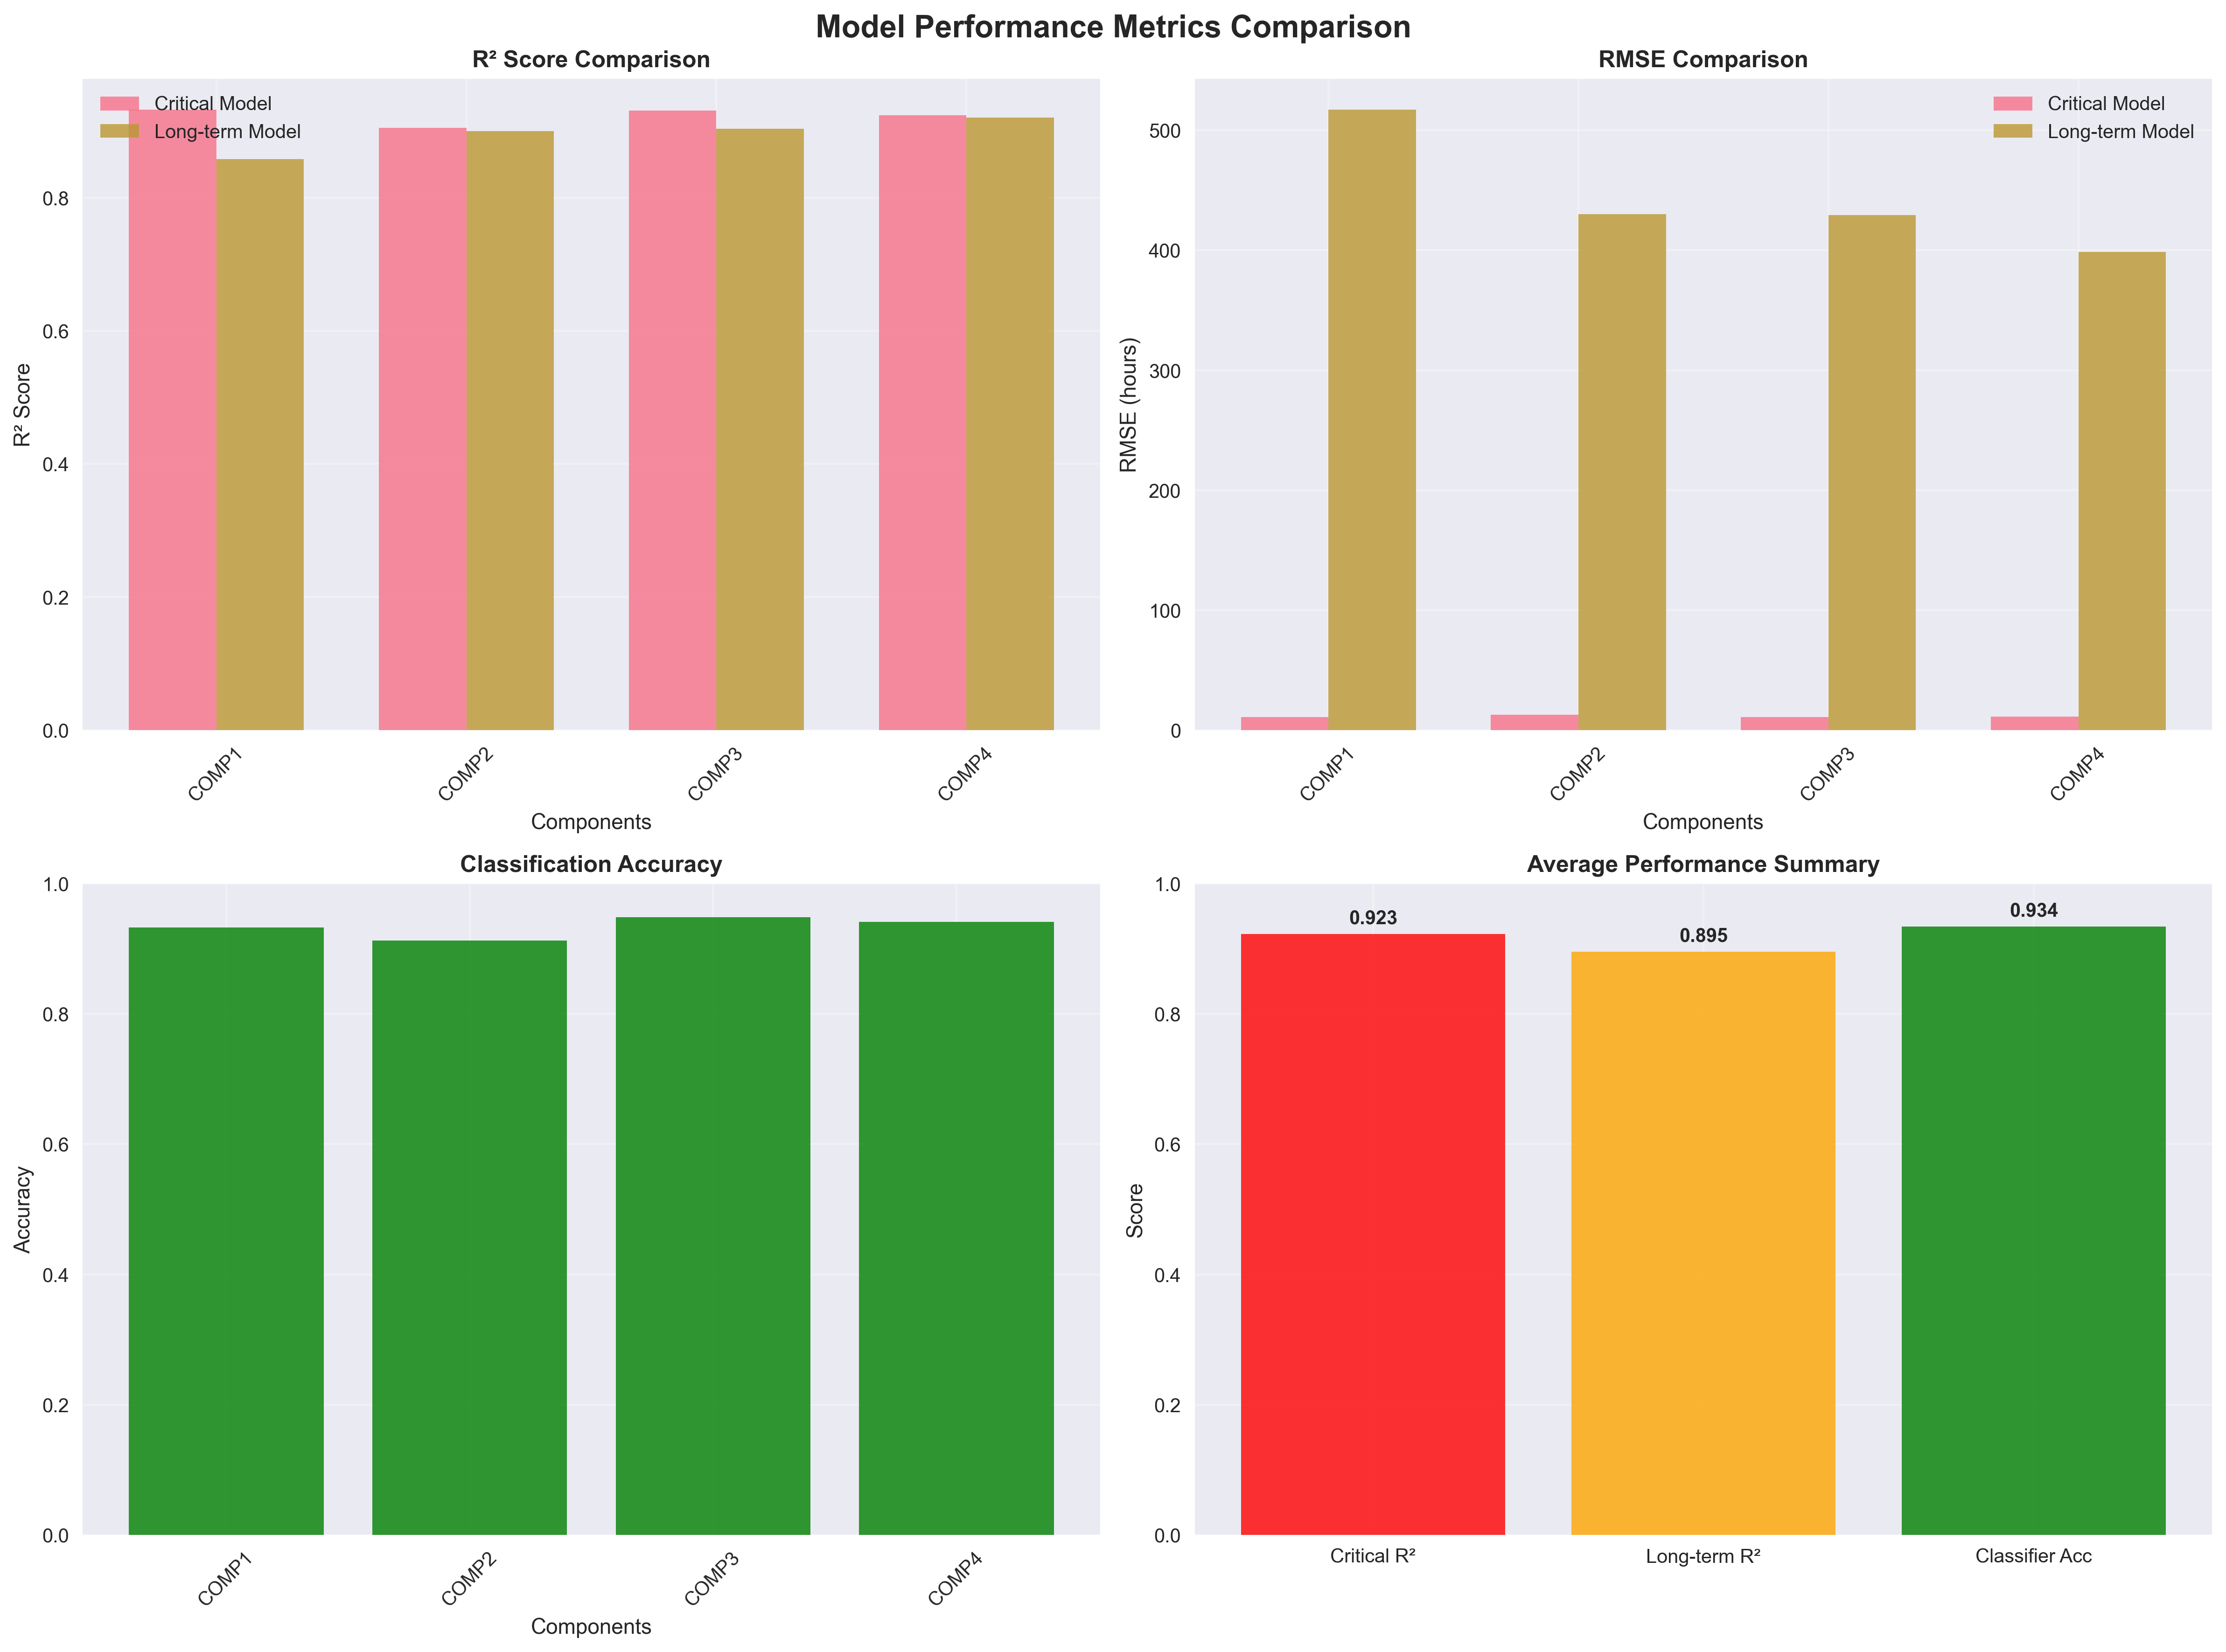 Model Performance Metrics Comparison
R² Score Comparison
Critical Model
Long-term Model
R² Score
0.8
0.6
0.4
0.2
0.0
COMP1 COMP2 COMP3 COMP4
Components
RMSE Comparison
Critical Model
Long-term Model
RMSE (hours)
500
400
300
200
100
0
COMP1 COMP2 COMP3 COMP4
Components
Classification Accuracy
Accuracy
1.0
0.8
0.6
0.4
0.2
0.0
COMP1 COMP2 COMP3 COMP4
Components
Average Performance Summary
Score
1.0
0.8
0.6
0.4
0.2
0.0
0.923 0.895 0.934
Critical R² Long-term R² Classifier Acc